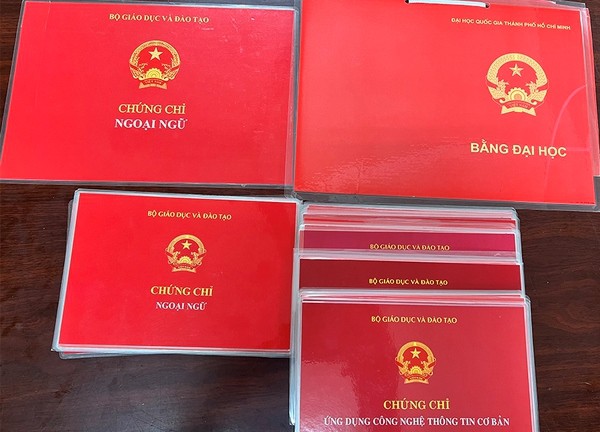 BỘ GIÁO DỤC VÀ ĐÀO TẠO
CHỨNG CHỈ
NGOẠI NGỮ
ĐẠI HỌC QUỐC GIA THÀNH PHỐ HỒ CHÍ MINH
BẰNG ĐẠI HỌC
BỘ GIÁO DỤC VÀ ĐÀO TẠO
CHỨNG CHỈ
NGOẠI NGỮ
BỘ GIÁO DỤC VÀ ĐÀO TẠO
BỘ GIÁO DỤC VÀ ĐÀO TẠO
BỘ GIÁO DỤC VÀ ĐÀO TẠO
CHỨNG CHỈ
ỨNG DỤNG CÔNG NGHỆ THÔNG TIN CƠ BẢN